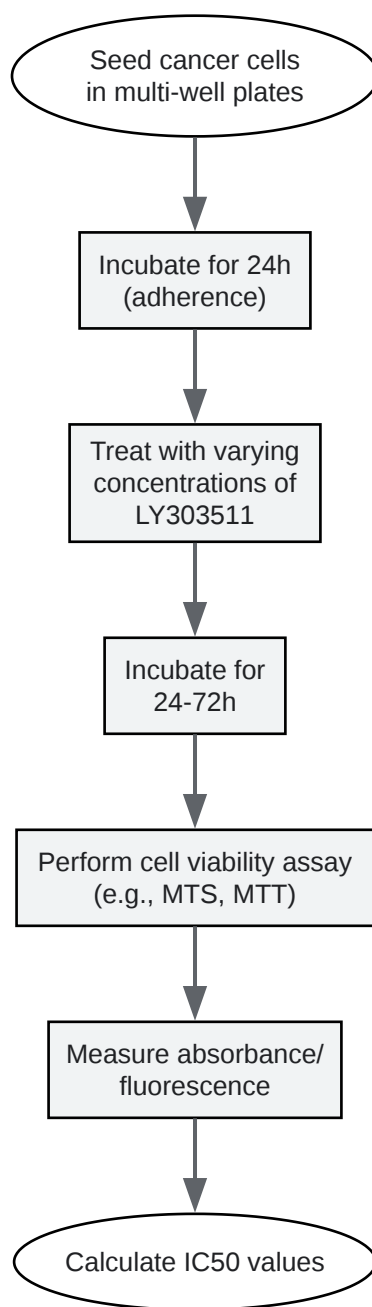 Seed cancer cells
in multi-well plates
Incubate for 24h
(adherence)
Treat with varying
concentrations of
LY303511
Incubate for
24-72h
Perform cell viability assay
(e.g., MTS, MTT)
Measure absorbance/
fluorescence
Calculate IC50 values